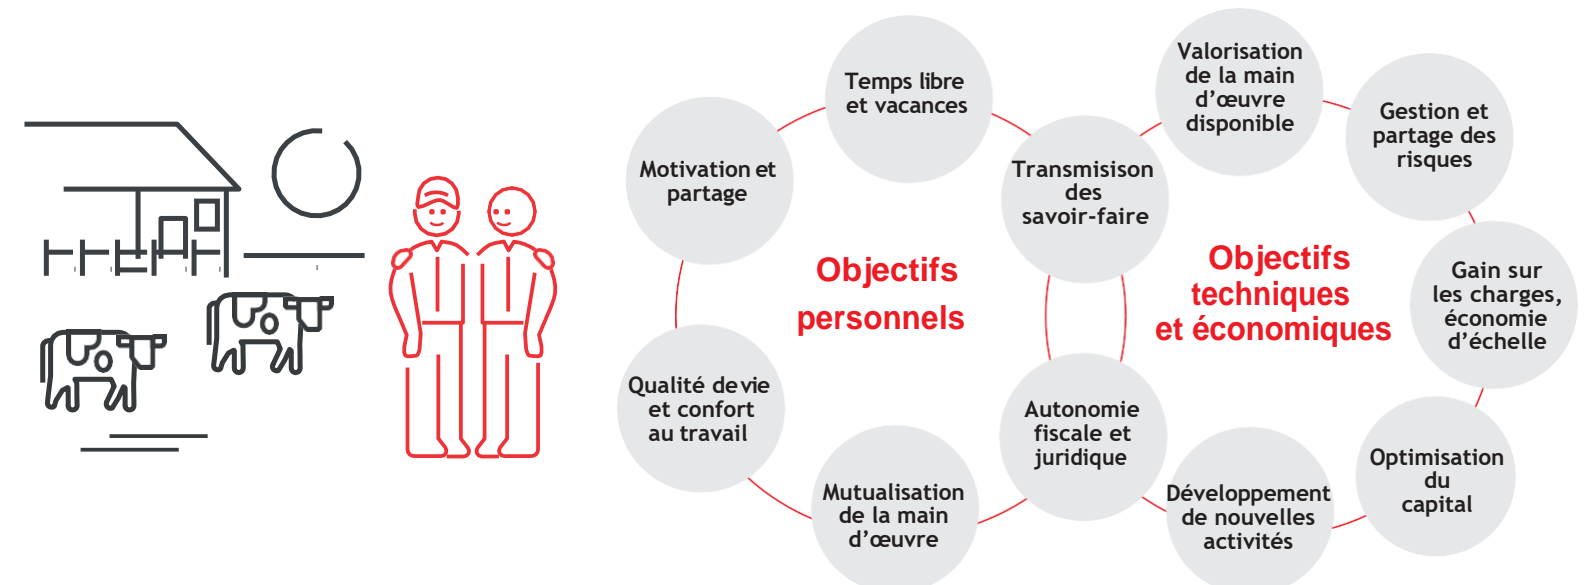 Temps libre
et vacances
Motivation et
partage
Transmisison
des
savoir-faire
Objectifs
personnels
Qualité de vie
et confort
au travail
Mutualisation
de la main
d'œuvre
Autonomie
fiscale et
juridique
Valorisation
de la main
d'œuvre
disponible
Gestion et
partage des
risques
Objectifs
techniques
et économiques
Gain sur
les charges,
économie
d'échelle
Optimisation
du
capital
Développement
de nouvelles
activités